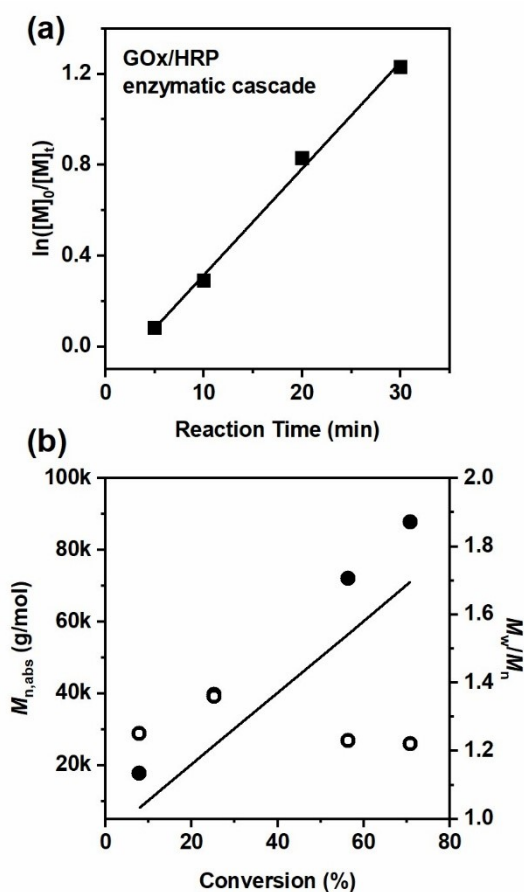 (a)
GOx/HRP
enzymatic cascade
ln([M]₀/[M]ₜ)
1.2
0.8
0.4
0.0
0 10 20 30
Reaction Time (min)
(b)
Mₙ,ₐᵦₛ (g/mol)
100k
80k
60k
40k
20k
2.0
1.8
1.6
1.4
1.2
1.0
M_w/Mₙ
0 20 40 60 80
Conversion (%)